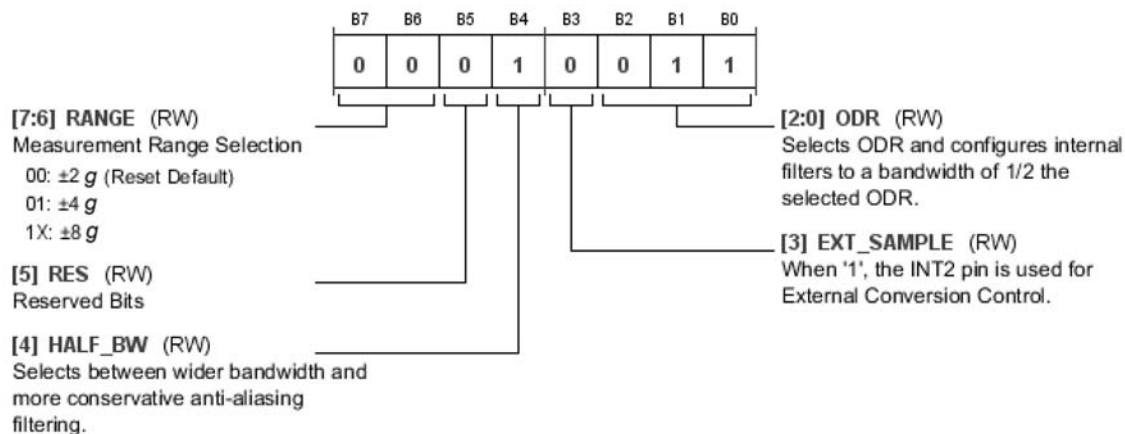 B7 B6 B5 B4 B3 B2 B1 B0
0 0 0 1 0 0 1 1
[7:6] RANGE (RW)
Measurement Range Selection
00: ±2 g (Reset Default)
01: ±4 g
1X: ±8 g
[5] RES (RW)
Reserved Bits
[4] HALF_BW (RW)
Selects between wider bandwidth and
more conservative anti-aliasing
filtering.
[2:0] ODR (RW)
Selects ODR and configures internal
filters to a bandwidth of 1/2 the
selected ODR.
[3] EXT_SAMPLE (RW)
When '1', the INT2 pin is used for
External Conversion Control.